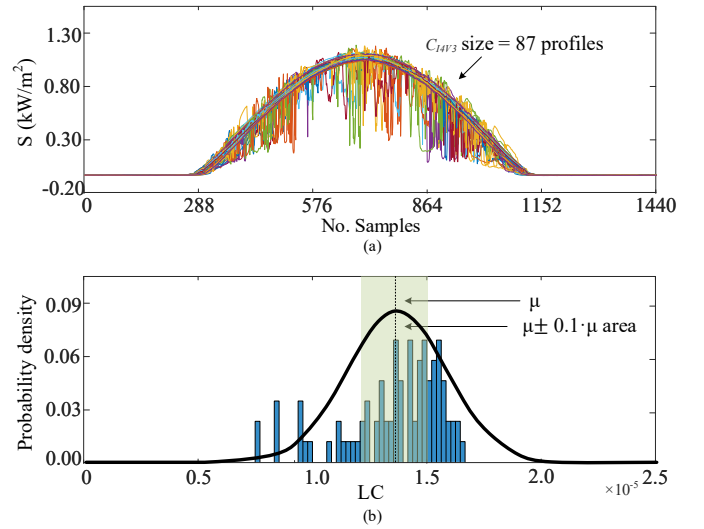 1.30
C_I4V3 size = 87 profiles
0.80
S (kW/m²)
0.30
-0.20
0 288 576 864 1152 1440
No. Samples
(a)
0.09
μ
μ± 0.1·μ area
0.06
Probability density
0.03
0.00
0 0.5 1.0 1.5 2.0 2.5
LC
×10⁻⁵
(b)